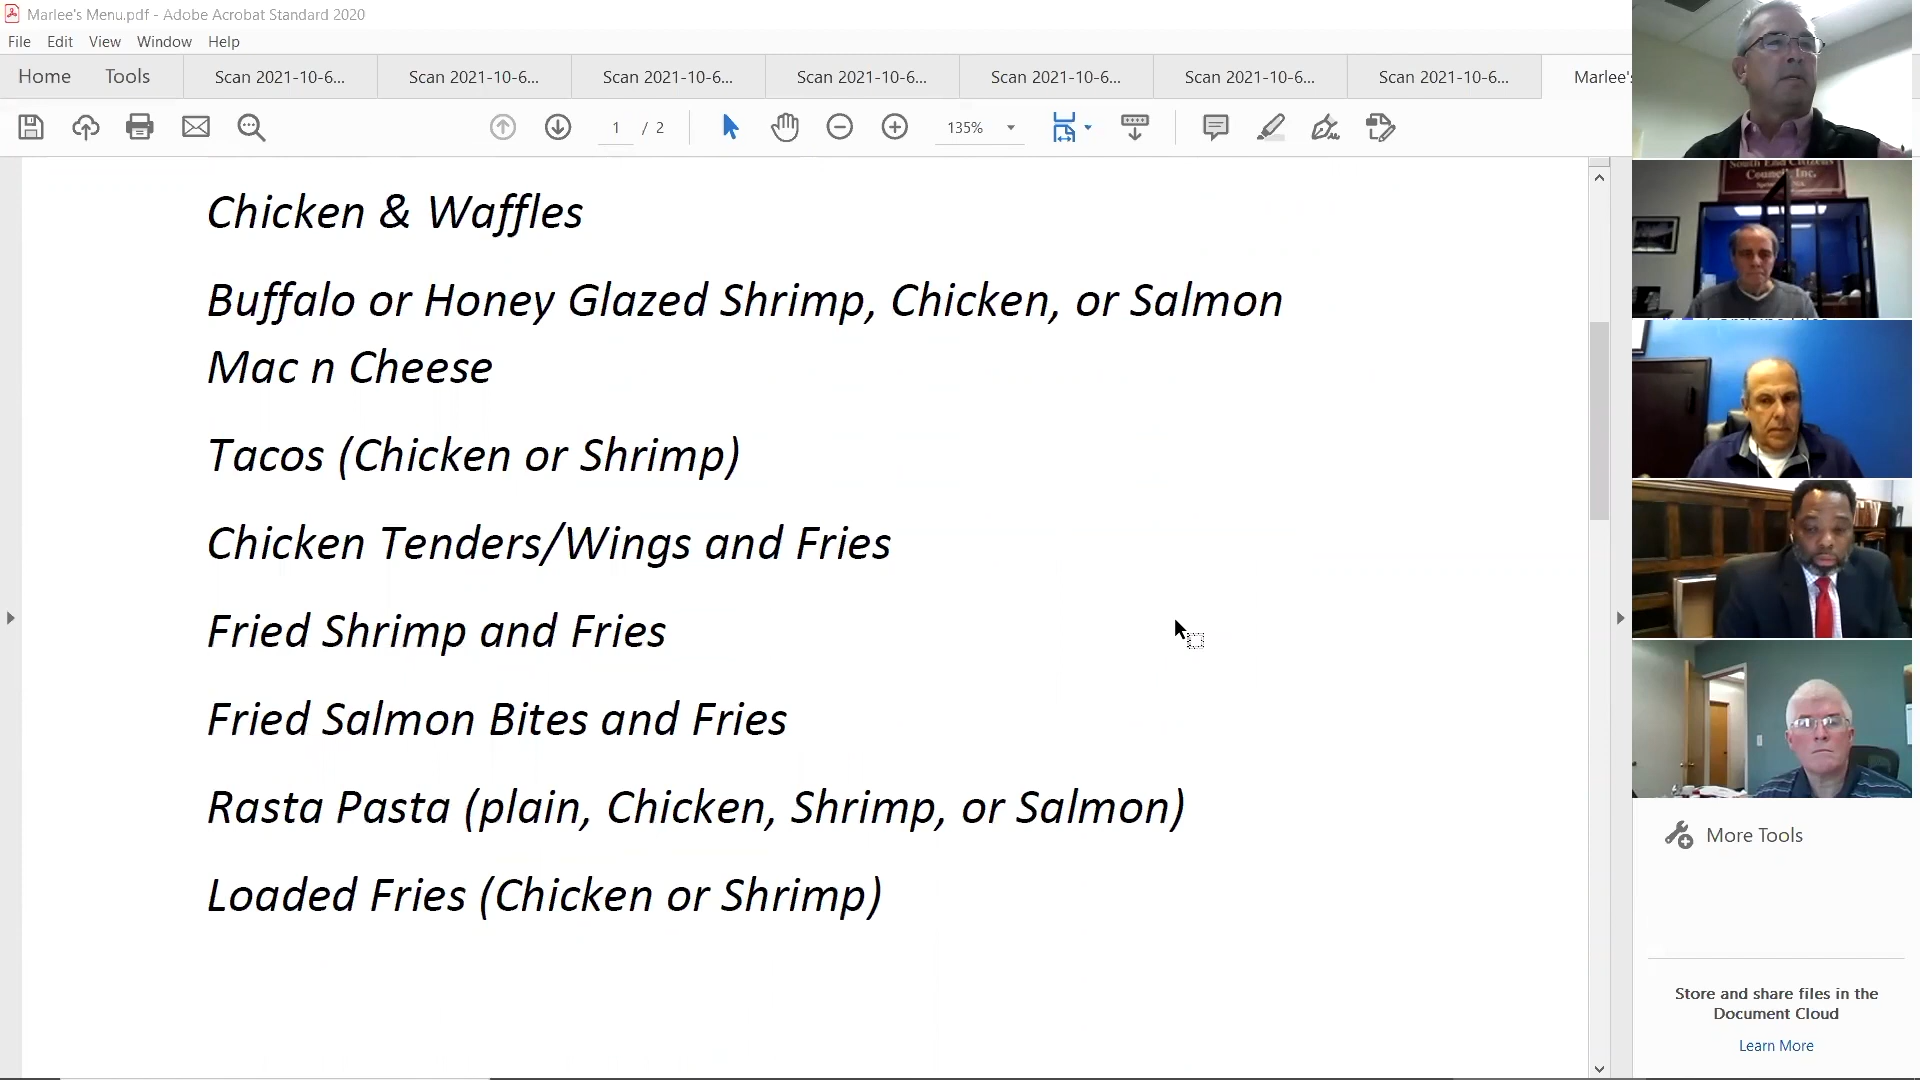 Marlee's Menu.pdf - Adobe Acrobat Standard 2020
File Edit View Window Help
Home Tools Scan 2021-10-6... Scan 2021-10-6... Scan 2021-10-6... Scan 2021-10-6... Scan 2021-10-6... Scan 2021-10-6... Scan 2021-10-6... Marlee's
1 / 2 135%
Chicken & Waffles
Buffalo or Honey Glazed Shrimp, Chicken, or Salmon
Mac n Cheese
Tacos (Chicken or Shrimp)
Chicken Tenders/Wings and Fries
Fried Shrimp and Fries
Fried Salmon Bites and Fries
Rasta Pasta (plain, Chicken, Shrimp, or Salmon)
Loaded Fries (Chicken or Shrimp)
South End Citizens
Council, Inc.
More Tools
Store and share files in the
Document Cloud
Learn More